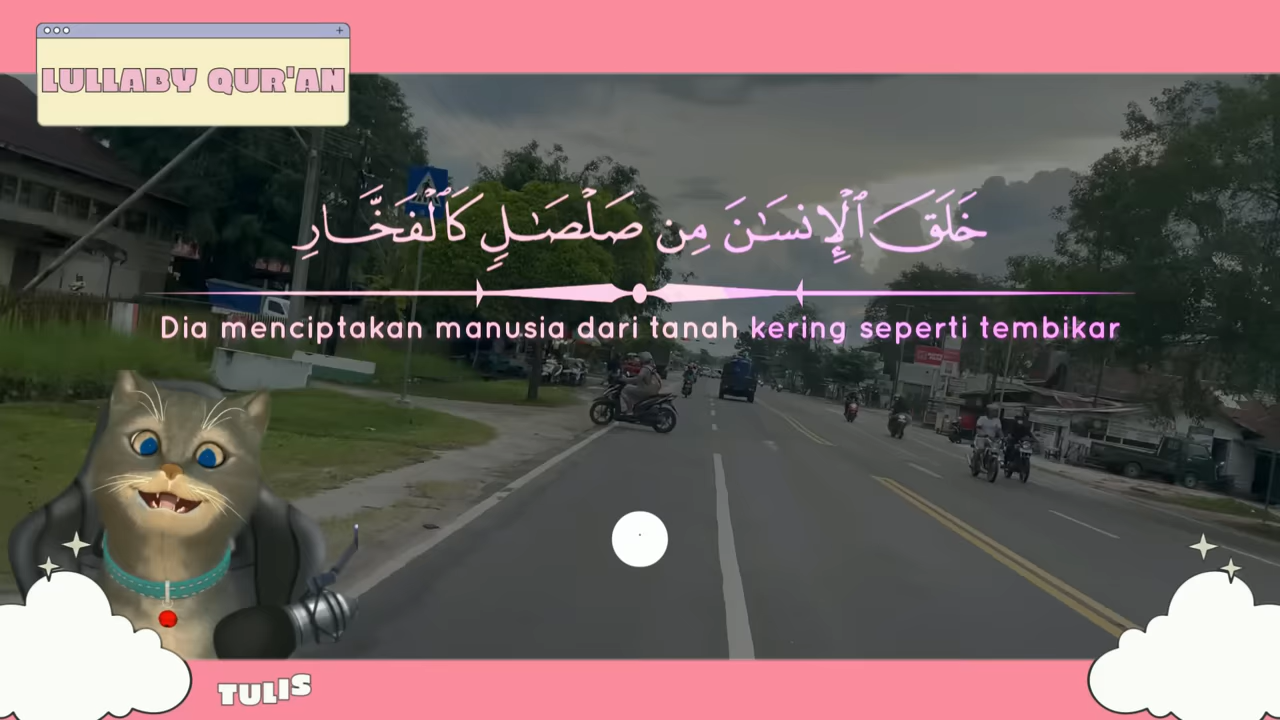 LULLABY QUR'AN
خَلَقَ ٱلْإِنسَـٰنَ مِن صَلْصَـٰلٍ كَٱلْفَخَّارِ
Dia menciptakan manusia dari tanah kering seperti tembikar
TULIS